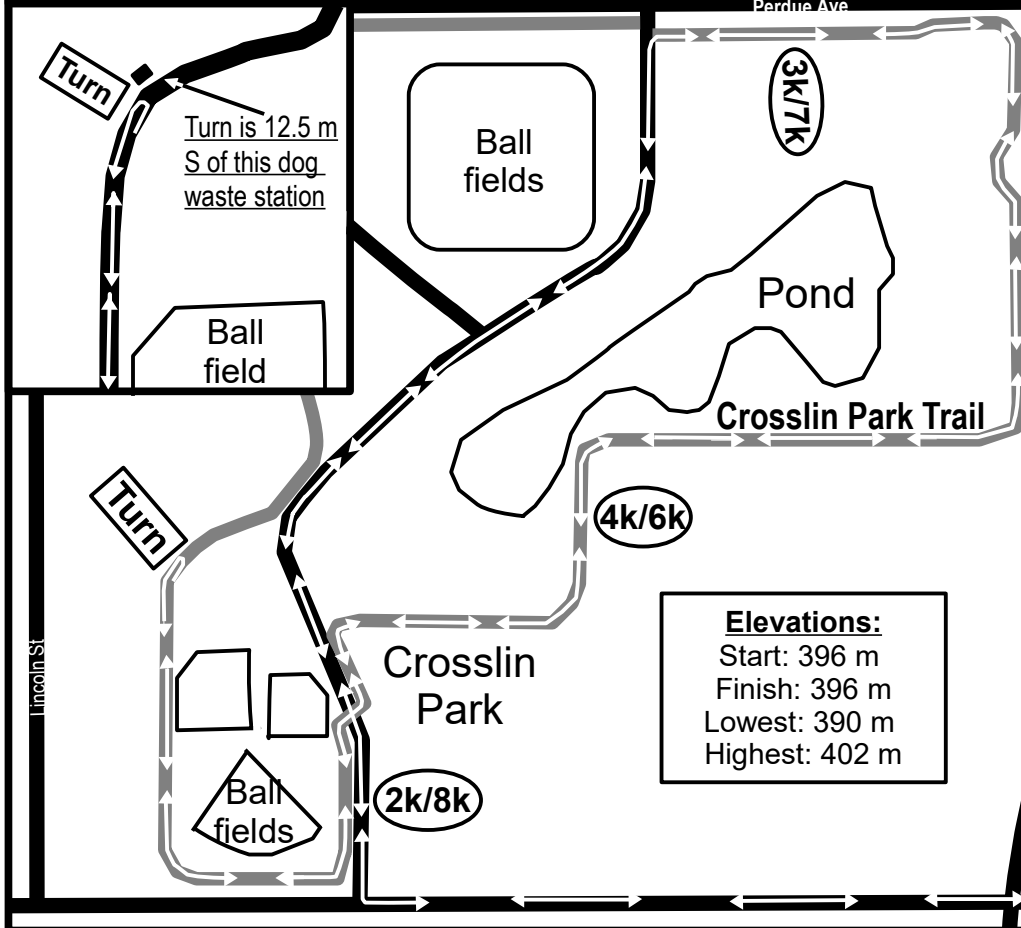 Perdue Ave
Turn
Turn is 12.5 m
S of this dog
waste station
Ball
field
Ball
fields
3k/7k
Pond
Crosslin Park Trail
Turn
4k/6k
Lincoln St
Crosslin
Park
Elevations:
Start: 396 m
Finish: 396 m
Lowest: 390 m
Highest: 402 m
Ball
fields
2k/8k